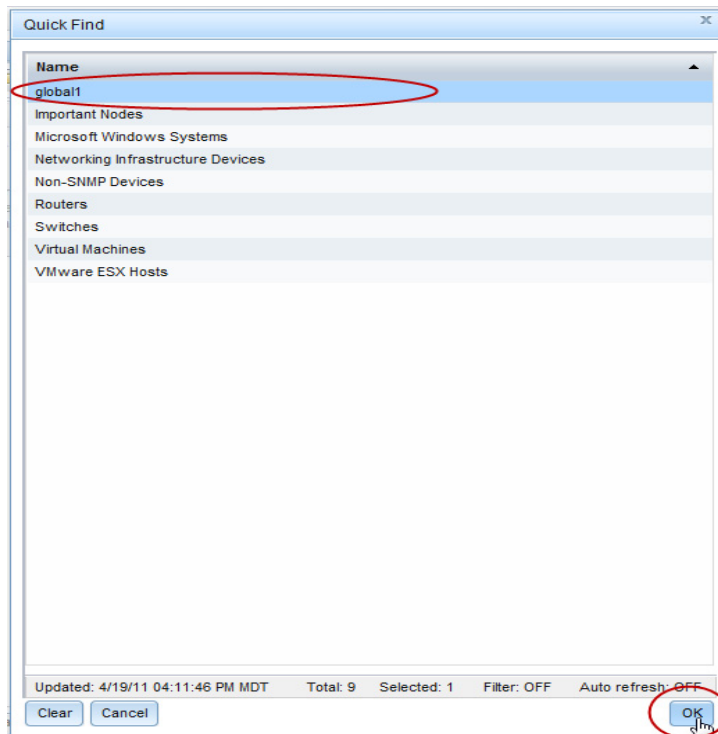 Quick Find
Name
global1
Important Nodes
Microsoft Windows Systems
Networking Infrastructure Devices
Non-SNMP Devices
Routers
Switches
Virtual Machines
VMware ESX Hosts
Updated: 4/19/11 04:11:46 PM MDT Total: 9 Selected: 1 Filter: OFF Auto refresh: OFF
Clear Cancel OK